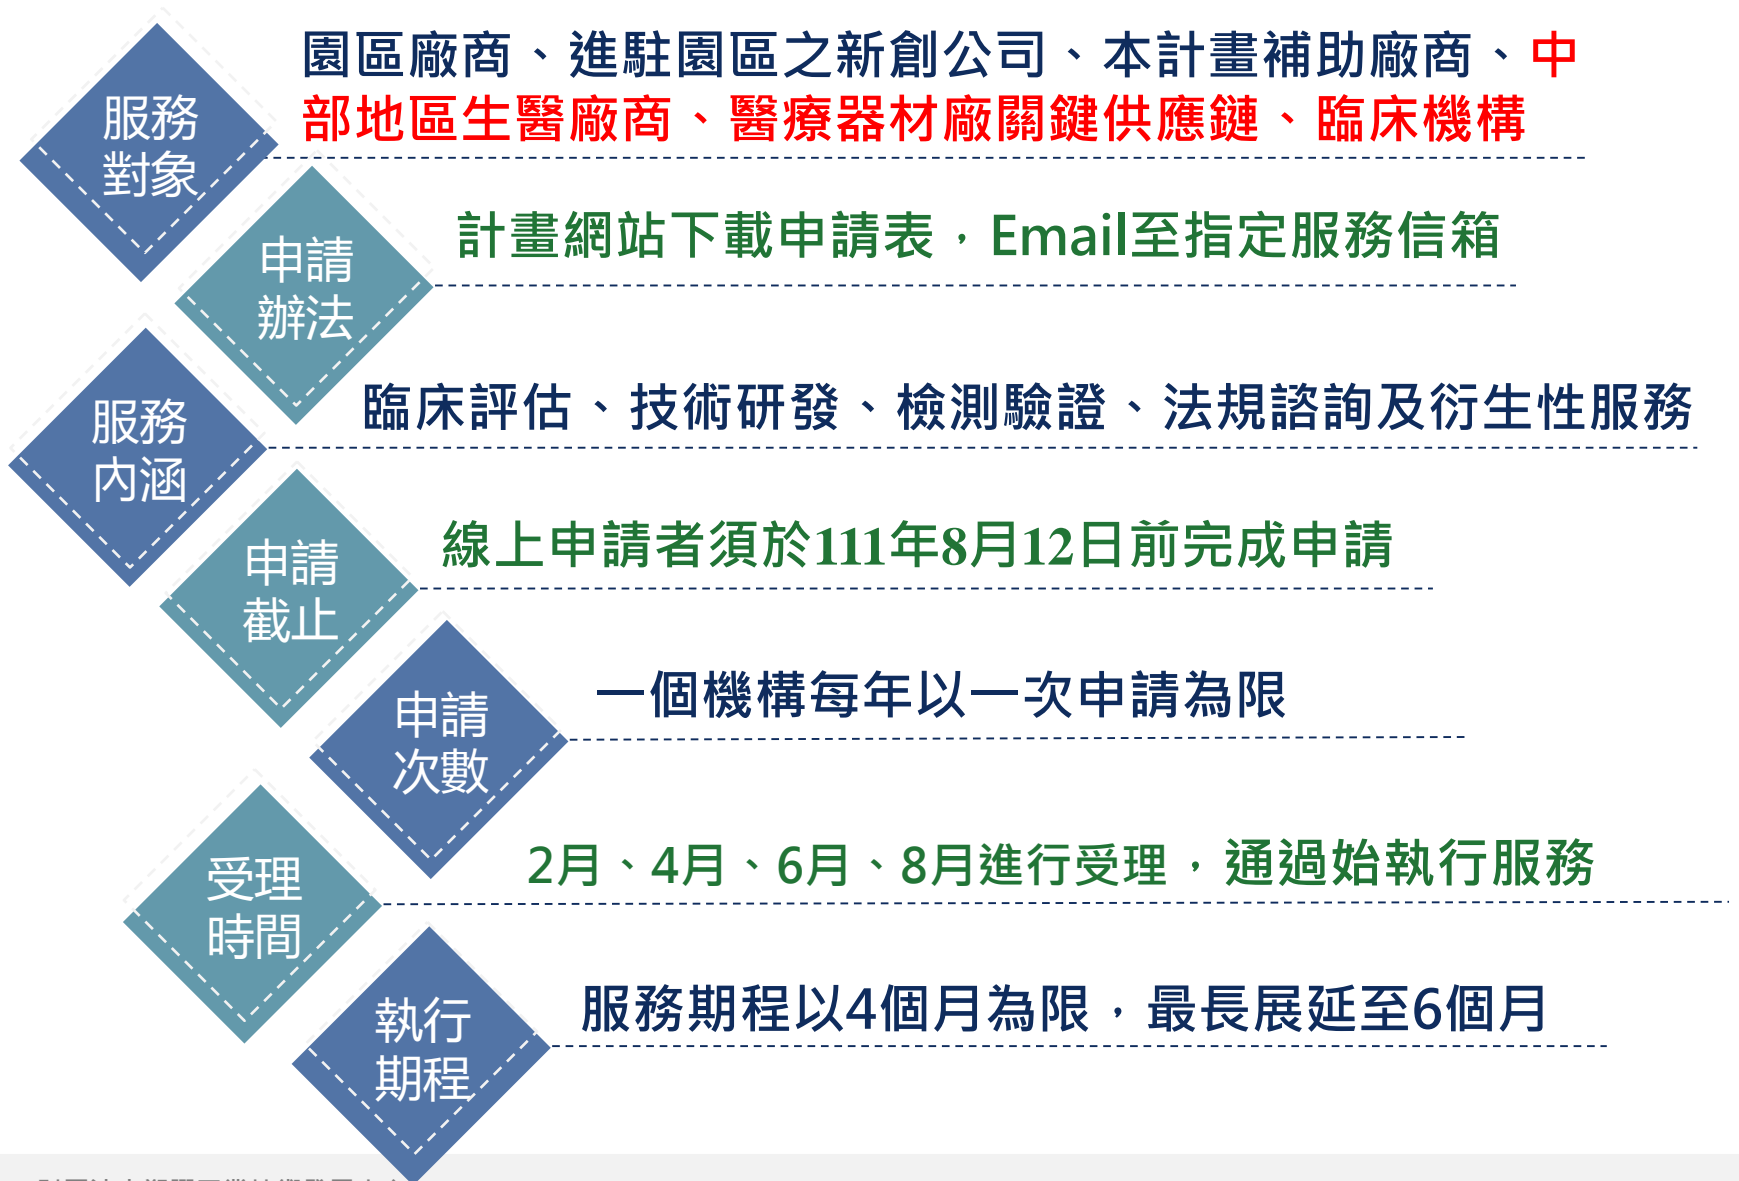 服務
對象
園區廠商、進駐園區之新創公司、本計畫補助廠商、中
部地區生醫廠商、醫療器材廠關鍵供應鏈、臨床機構
申請
辦法
計畫網站下載申請表，Email至指定服務信箱
服務
內涵
臨床評估、技術研發、檢測驗證、法規諮詢及衍生性服務
申請
截止
線上申請者須於111年8月12日前完成申請
申請
次數
一個機構每年以一次申請為限
受理
時間
2月、4月、6月、8月進行受理，通過始執行服務
執行
期程
服務期程以4個月為限，最長展延至6個月